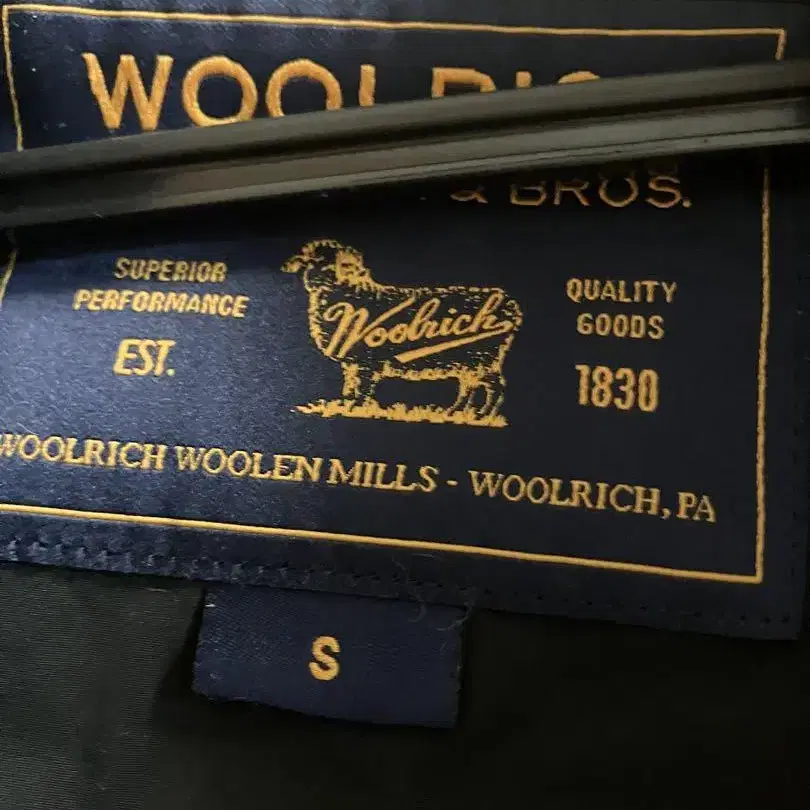 & BROS.
SUPERIOR
PERFORMANCE
EST.
Woolrich
QUALITY
GOODS
1830
WOOLRICH WOOLEN MILLS - WOOLRICH, PA
S